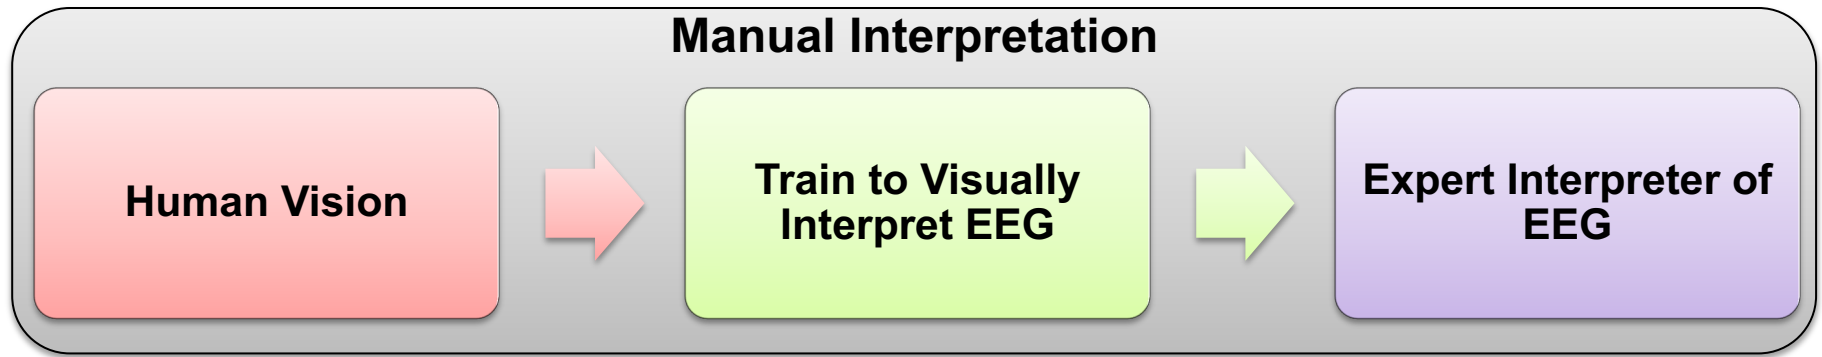 Manual Interpretation
Human Vision
Train to Visually
Interpret EEG
Expert Interpreter of
EEG